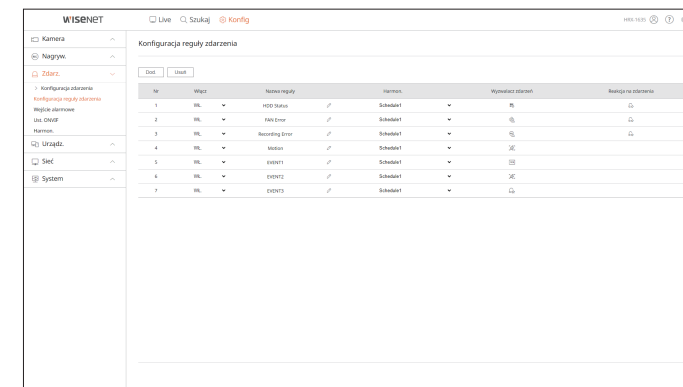 WISENET Live Szukaj Konfig HRX-1635
Kamera
Nagryw.
Zdarz.
Konfiguracja zdarzenia
Konfiguracja reguły zdarzenia
Wejście alarmowe
Ust. ONVIF
Harmon.
Urządz.
Sieć
System
Konfiguracja reguły zdarzenia
Dod. Usuń
Nr Włącz Nazwa reguły Harmon. Wyzwalacz zdarzeń Reakcja na zdarzenie
1 WŁ. HDD Status Schedule1
2 WŁ. FAN Error Schedule1
3 WŁ. Recording Error Schedule1
4 WŁ. Motion Schedule1
5 WŁ. EVENT1 Schedule1
6 WŁ. EVENT2 Schedule1
7 WŁ. EVENT3 Schedule1